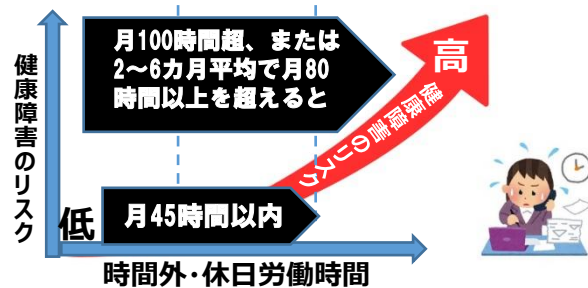 月100時間超、または
2～6カ月平均で月80
時間以上を超えると
高
健康障害のリスク
健康障害のリスク
低
月45時間以内
時間外・休日労働時間